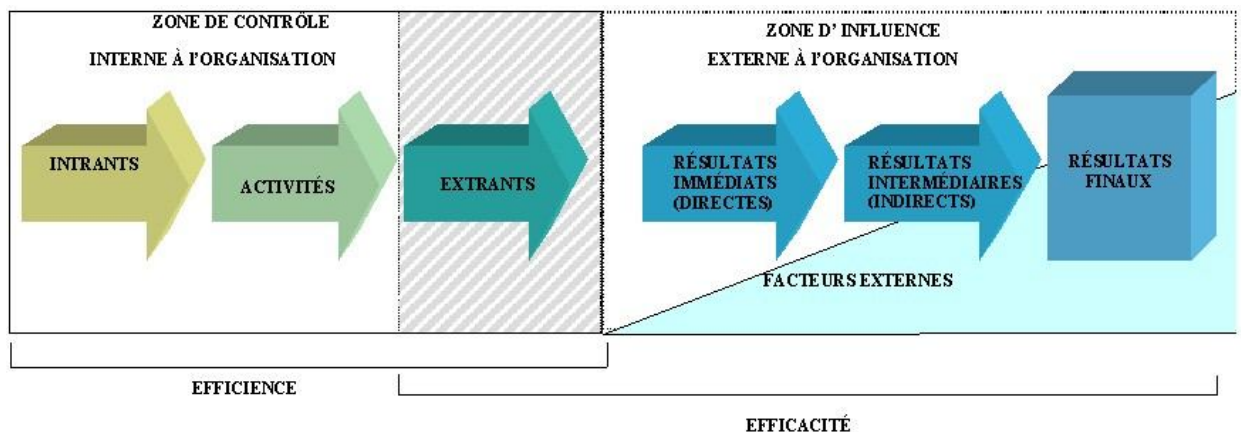 ZONE DE CONTRÔLE
INTERNE À l'ORGANISATION
ZONE D' INFLUENCE
EXTERNE À l'ORGANISATION
INTRANTS
ACTIVITÉS
EXTRANTS
RÉSULTATS
IMMÉDIATS
(DIRECTES)
RÉSULTATS
INTERMÉDIAIRES
(INDIRECTS)
RÉSULTATS
FINAUX
FACTEURS EXTERNES
EFFICIENCE
EFFICACITÉ